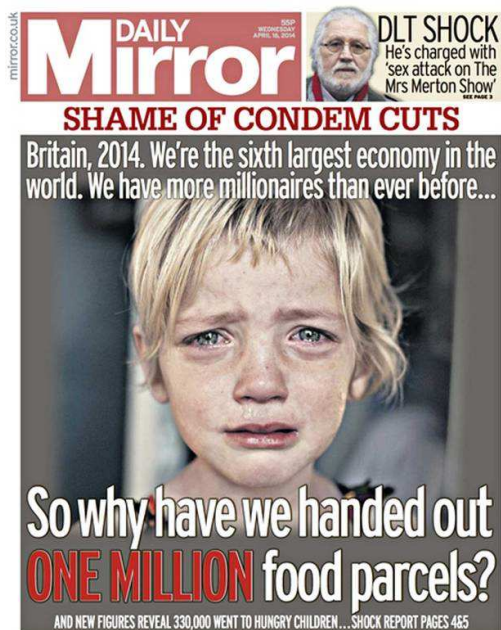 mirror.co.uk
DAILY
Mirror
55P
WEDNESDAY
APRIL 16, 2014
DLT SHOCK
He's charged with
'sex attack on The
Mrs Merton Show'
SEE PAGE 3
SHAME OF CONDEM CUTS
Britain, 2014. We're the sixth largest economy in the
world. We have more millionaires than ever before...
So why have we handed out
ONE MILLION food parcels?
AND NEW FIGURES REVEAL 330,000 WENT TO HUNGRY CHILDREN...SHOCK REPORT PAGES 4&5